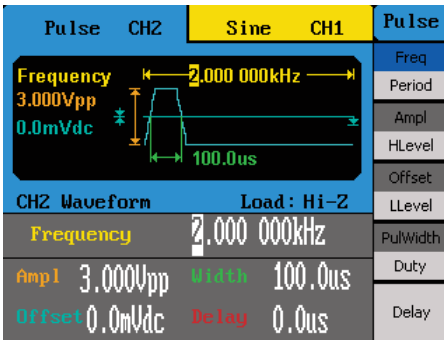 Pulse CH2 Sine CH1 Pulse
Frequency 2.000 000kHz
3.000Vpp
0.0mVdc
100.0us
CH2 Waveform Load:Hi-Z
Frequency 2.000 000kHz
Ampl 3.000Vpp Width 100.0us
Offset 0.0mVdc Delay 0.0us
Freq
Period
Ampl
HLevel
Offset
LLevel
PulWidth
Duty
Delay